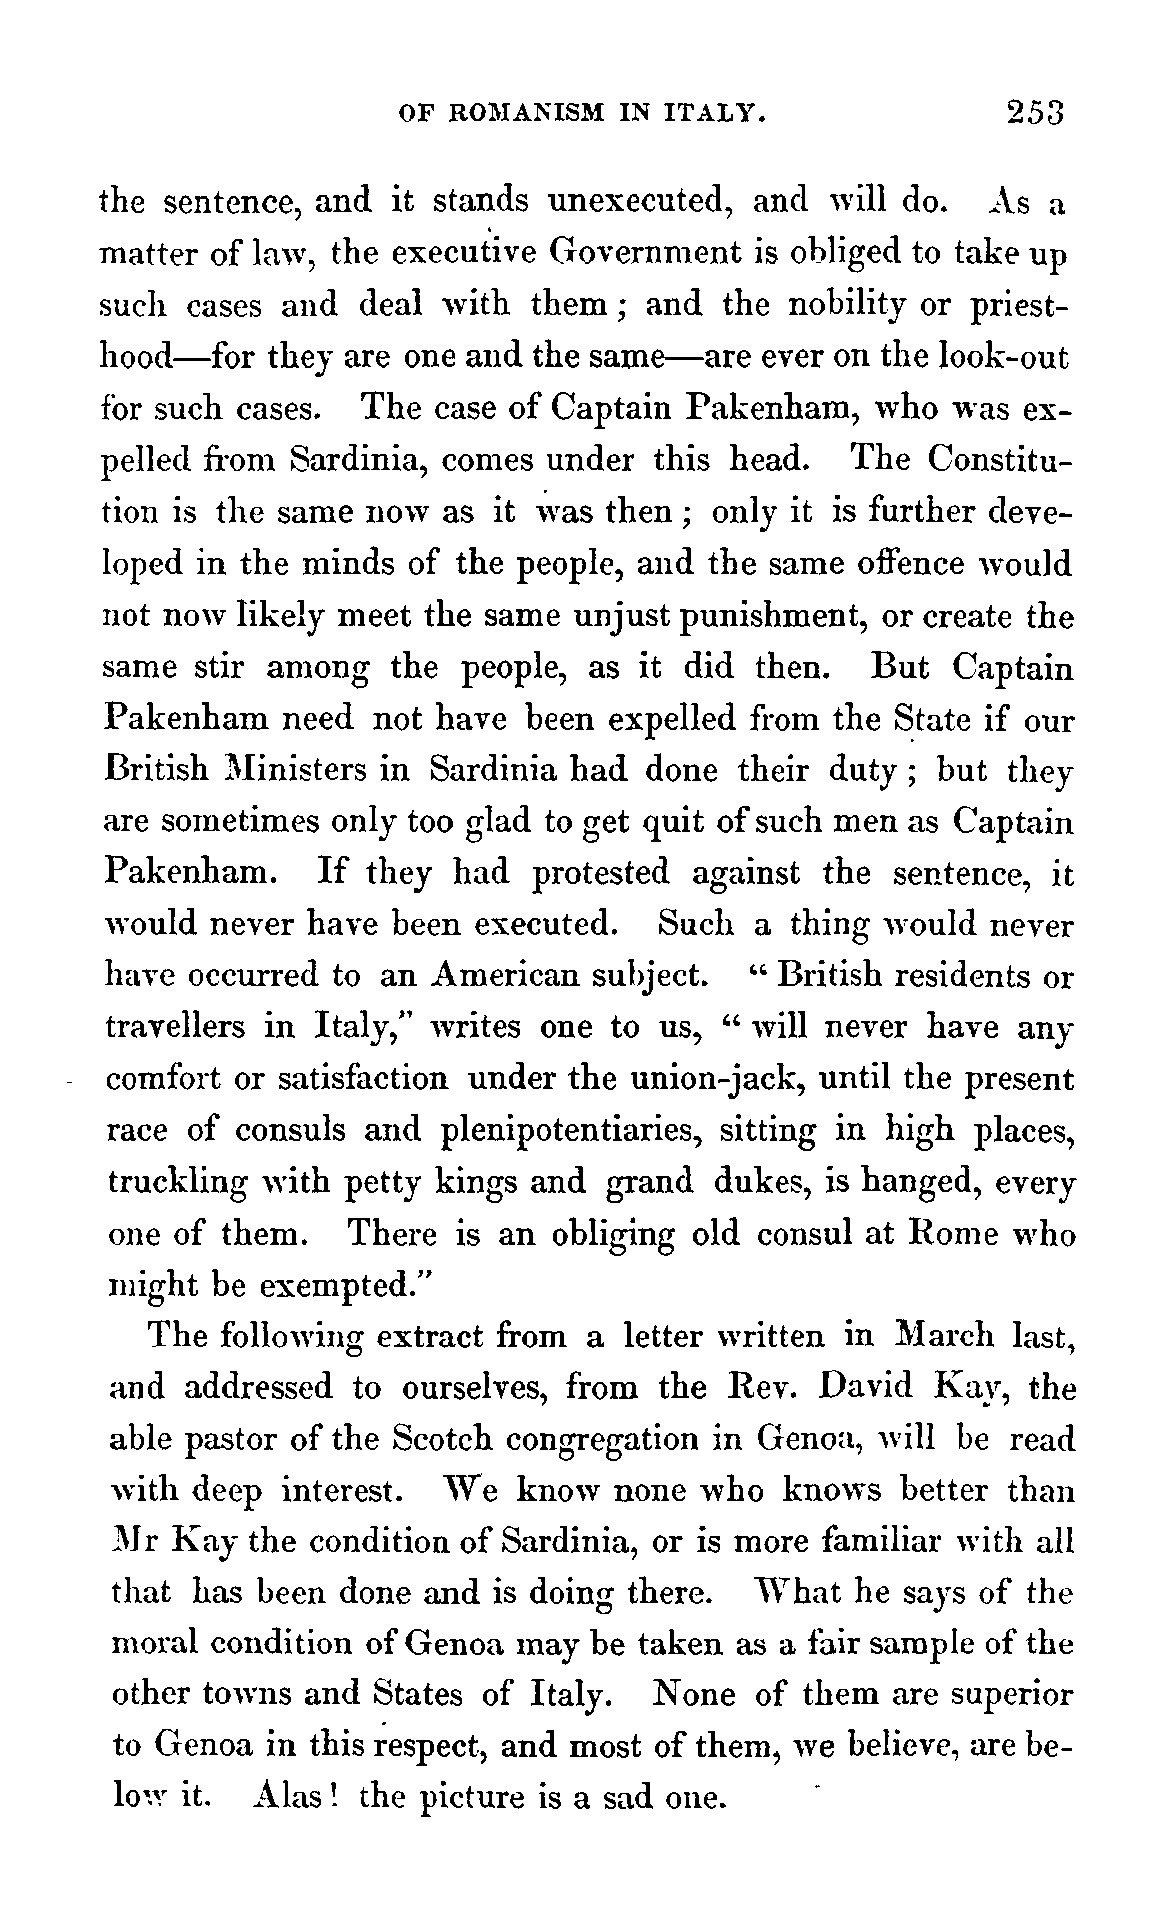 OF ROMANISM IN ITALY. 253
the sentence, and it stands unexecuted, and will do. As a
matter of law, the executive Government is obliged to take up
such cases and deal with them ; and the nobility or priest-
hood—for they are one and the same—are ever on the look-out
for such cases. The case of Captain Pakenham, who was ex-
pelled from Sardinia, comes under this head. The Constitu-
tion is the same now as it was then ; only it is further deve-
loped in the minds of the people, and the same offence would
not now likely meet the same unjust punishment, or create the
same stir among the people, as it did then. But Captain
Pakenham need not have been expelled from the State if our
British Ministers in Sardinia had done their duty ; but they
are sometimes only too glad to get quit of such men as Captain
Pakenham. If they had protested against the sentence, it
would never have been executed. Such a thing would never
have occurred to an American subject. “ British residents or
travellers in Italy,” writes one to us, “ will never have any
comfort or satisfaction under the union-jack, until the present
race of consuls and plenipotentiaries, sitting in high places,
truckling with petty kings and grand dukes, is hanged, every
one of them. There is an obliging old consul at Rome who
might be exempted.”
The following extract from a letter written in March last,
and addressed to ourselves, from the Rev. David Kay, the
able pastor of the Scotch congregation in Genoa, will be read
with deep interest. We know none who knows better than
Mr Kay the condition of Sardinia, or is more familiar with all
that has been done and is doing there. What he says of the
moral condition of Genoa may be taken as a fair sample of the
other towns and States of Italy. None of them are superior
to Genoa in this respect, and most of them, we believe, are be-
low it. Alas ! the picture is a sad one.